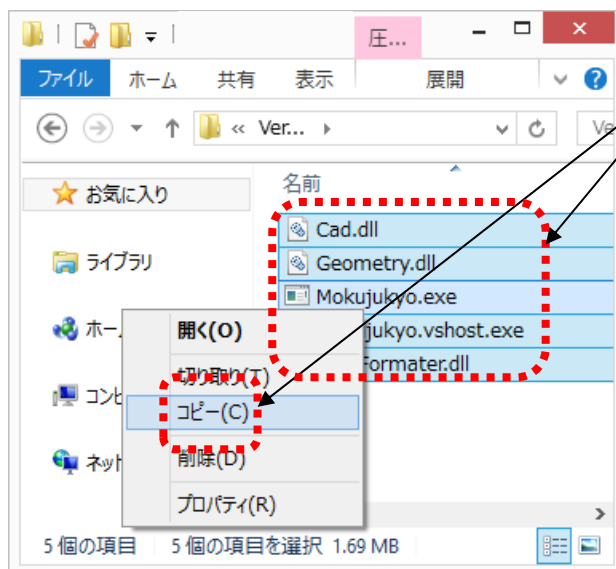 圧...
ファイル ホーム 共有 表示 展開
« Ver... Ve
お気に入り
ライブラリ
ホー
コンピ
ネット
名前
Cad.dll
Geometry.dll
Mokujukyo.exe
jukyo.vshost.exe
Formater.dll
開く(O)
切り取り(T)
コピー(C)
削除(D)
プロパティ(R)
5 個の項目 5 個の項目を選択 1.69 MB